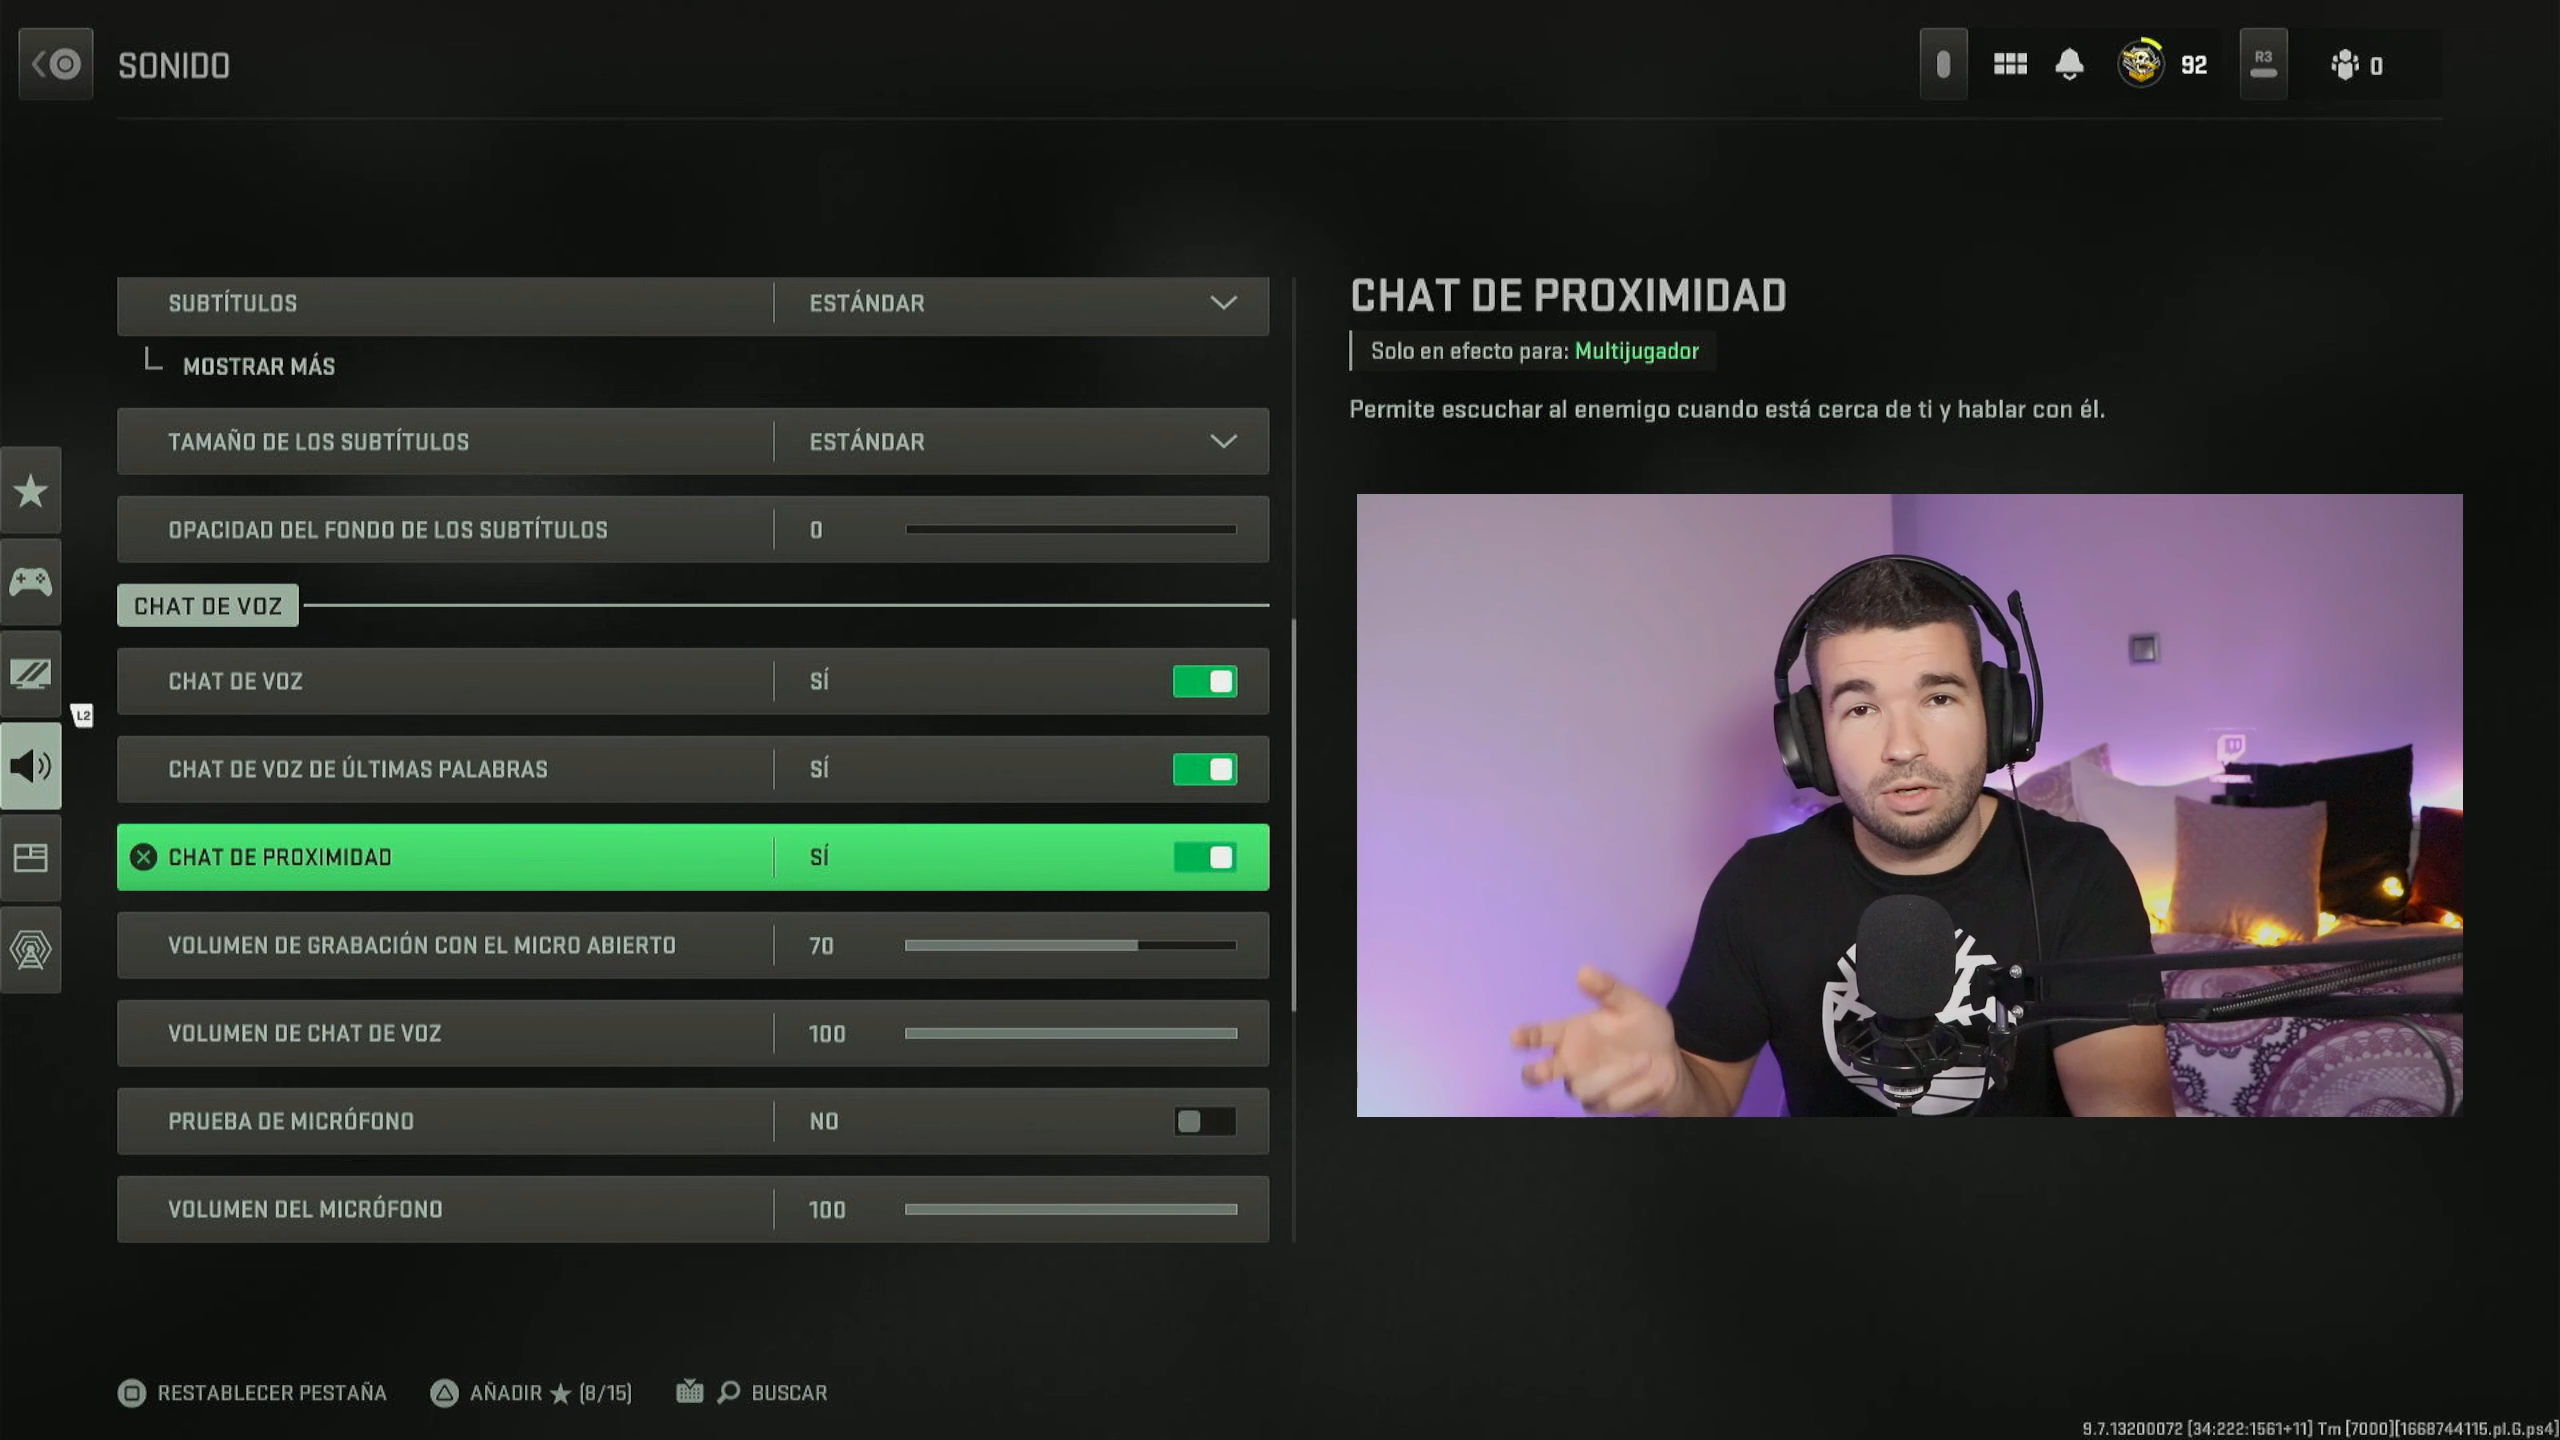 SONIDO
92
R3
0
SUBTÍTULOS
ESTÁNDAR
MOSTRAR MÁS
TAMAÑO DE LOS SUBTÍTULOS
ESTÁNDAR
OPACIDAD DEL FONDO DE LOS SUBTÍTULOS
0
CHAT DE VOZ
CHAT DE VOZ
SÍ
L2
CHAT DE VOZ DE ÚLTIMAS PALABRAS
SÍ
CHAT DE PROXIMIDAD
SÍ
VOLUMEN DE GRABACIÓN CON EL MICRO ABIERTO
70
VOLUMEN DE CHAT DE VOZ
100
PRUEBA DE MICRÓFONO
NO
VOLUMEN DEL MICRÓFONO
100
CHAT DE PROXIMIDAD
Solo en efecto para: Multijugador
Permite escuchar al enemigo cuando está cerca de ti y hablar con él.
RESTABLECER PESTAÑA
AÑADIR ★ (8/15)
BUSCAR
9.7.13200072 [34:222:1561+11] Tm [7000][1668744115.pl.G.ps4]